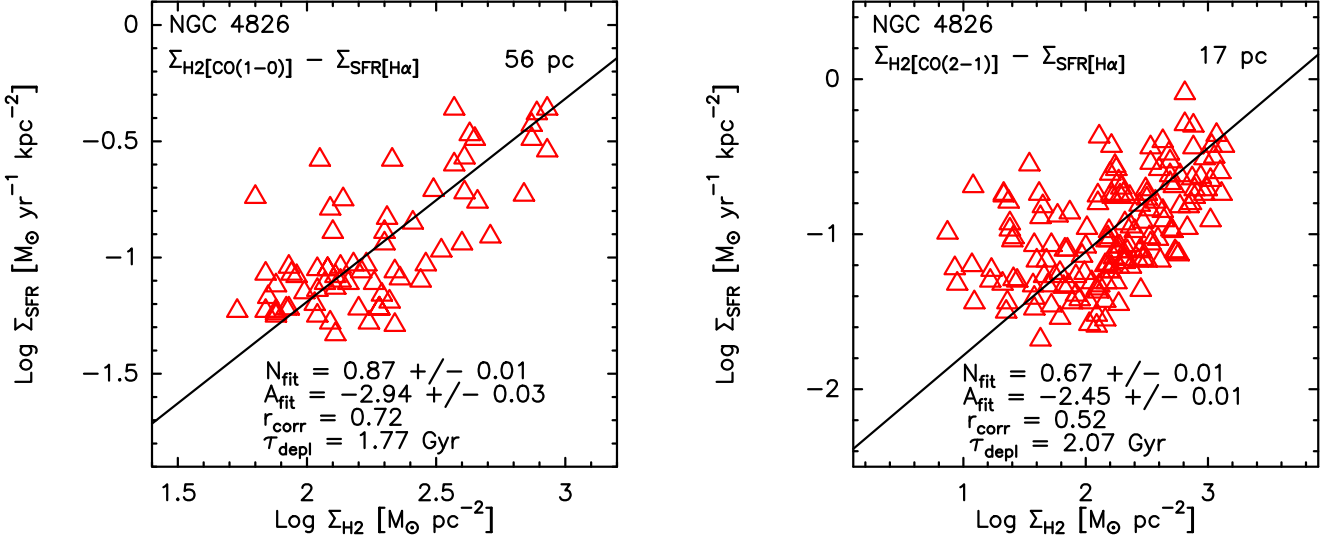 NGC 4826
Σ_H2[CO(1−0)] − Σ_SFR[Hα] 56 pc
0
−0.5
−1
−1.5
Log Σ_SFR [M_⊙ yr^−1 kpc^−2]
N_fit = 0.87 +/− 0.01
A_fit = −2.94 +/− 0.03
r_corr = 0.72
τ_depl = 1.77 Gyr
1.5 2 2.5 3
Log Σ_H2 [M_⊙ pc^−2]
NGC 4826
Σ_H2[CO(2−1)] − Σ_SFR[Hα] 17 pc
0
−1
−2
Log Σ_SFR [M_⊙ yr^−1 kpc^−2]
N_fit = 0.67 +/− 0.01
A_fit = −2.45 +/− 0.01
r_corr = 0.52
τ_depl = 2.07 Gyr
1 2 3
Log Σ_H2 [M_⊙ pc^−2]